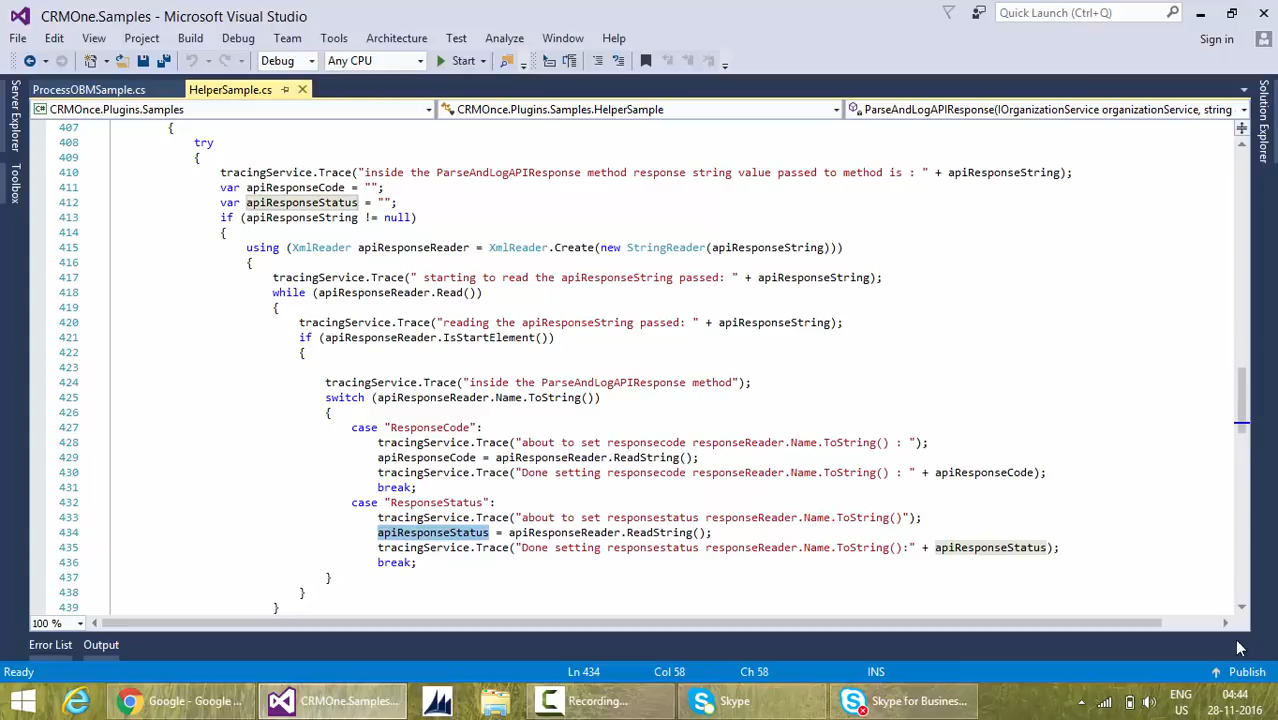 CRMOne.Samples - Microsoft Visual Studio
Quick Launch (Ctrl+Q)
File Edit View Project Build Debug Team Tools Architecture Test Analyze Window Help
Sign in
Debug Any CPU Start
ProcessOBMSample.cs HelperSample.cs
CRMOnce.Plugins.Samples CRMOnce.Plugins.Samples.HelperSample ParseAndLogAPIResponse(IOrganizationService organizationService, string
Server Explorer
Toolbox
Solution Explorer
407 {
408 try
409 {
410 tracingService.Trace("inside the ParseAndLogAPIResponse method response string value passed to method is : " + apiResponseString);
411 var apiResponseCode = "";
412 var apiResponseStatus = "";
413 if (apiResponseString != null)
414 {
415 using (XmlReader apiResponseReader = XmlReader.Create(new StringReader(apiResponseString)))
416 {
417 tracingService.Trace(" starting to read the apiResponseString passed: " + apiResponseString);
418 while (apiResponseReader.Read())
419 {
420 tracingService.Trace("reading the apiResponseString passed: " + apiResponseString);
421 if (apiResponseReader.IsStartElement())
422 {
423
424 tracingService.Trace("inside the ParseAndLogAPIResponse method");
425 switch (apiResponseReader.Name.ToString())
426 {
427 case "ResponseCode":
428 tracingService.Trace("about to set responsecode responseReader.Name.ToString() : ");
429 apiResponseCode = apiResponseReader.ReadString();
430 tracingService.Trace("Done setting responsecode responseReader.Name.ToString() : " + apiResponseCode);
431 break;
432 case "ResponseStatus":
433 tracingService.Trace("about to set responsestatus responseReader.Name.ToString()");
434 apiResponseStatus = apiResponseReader.ReadString();
435 tracingService.Trace("Done setting responsestatus responseReader.Name.ToString():" + apiResponseStatus);
436 break;
437 }
438 }
439 }
100 %
Error List Output
Ready Ln 434 Col 58 Ch 58 INS Publish
Google - Google ... CRMOne.Samples... Recording... Skype Skype for Busines...
ENG 04:44
US 28-11-2016